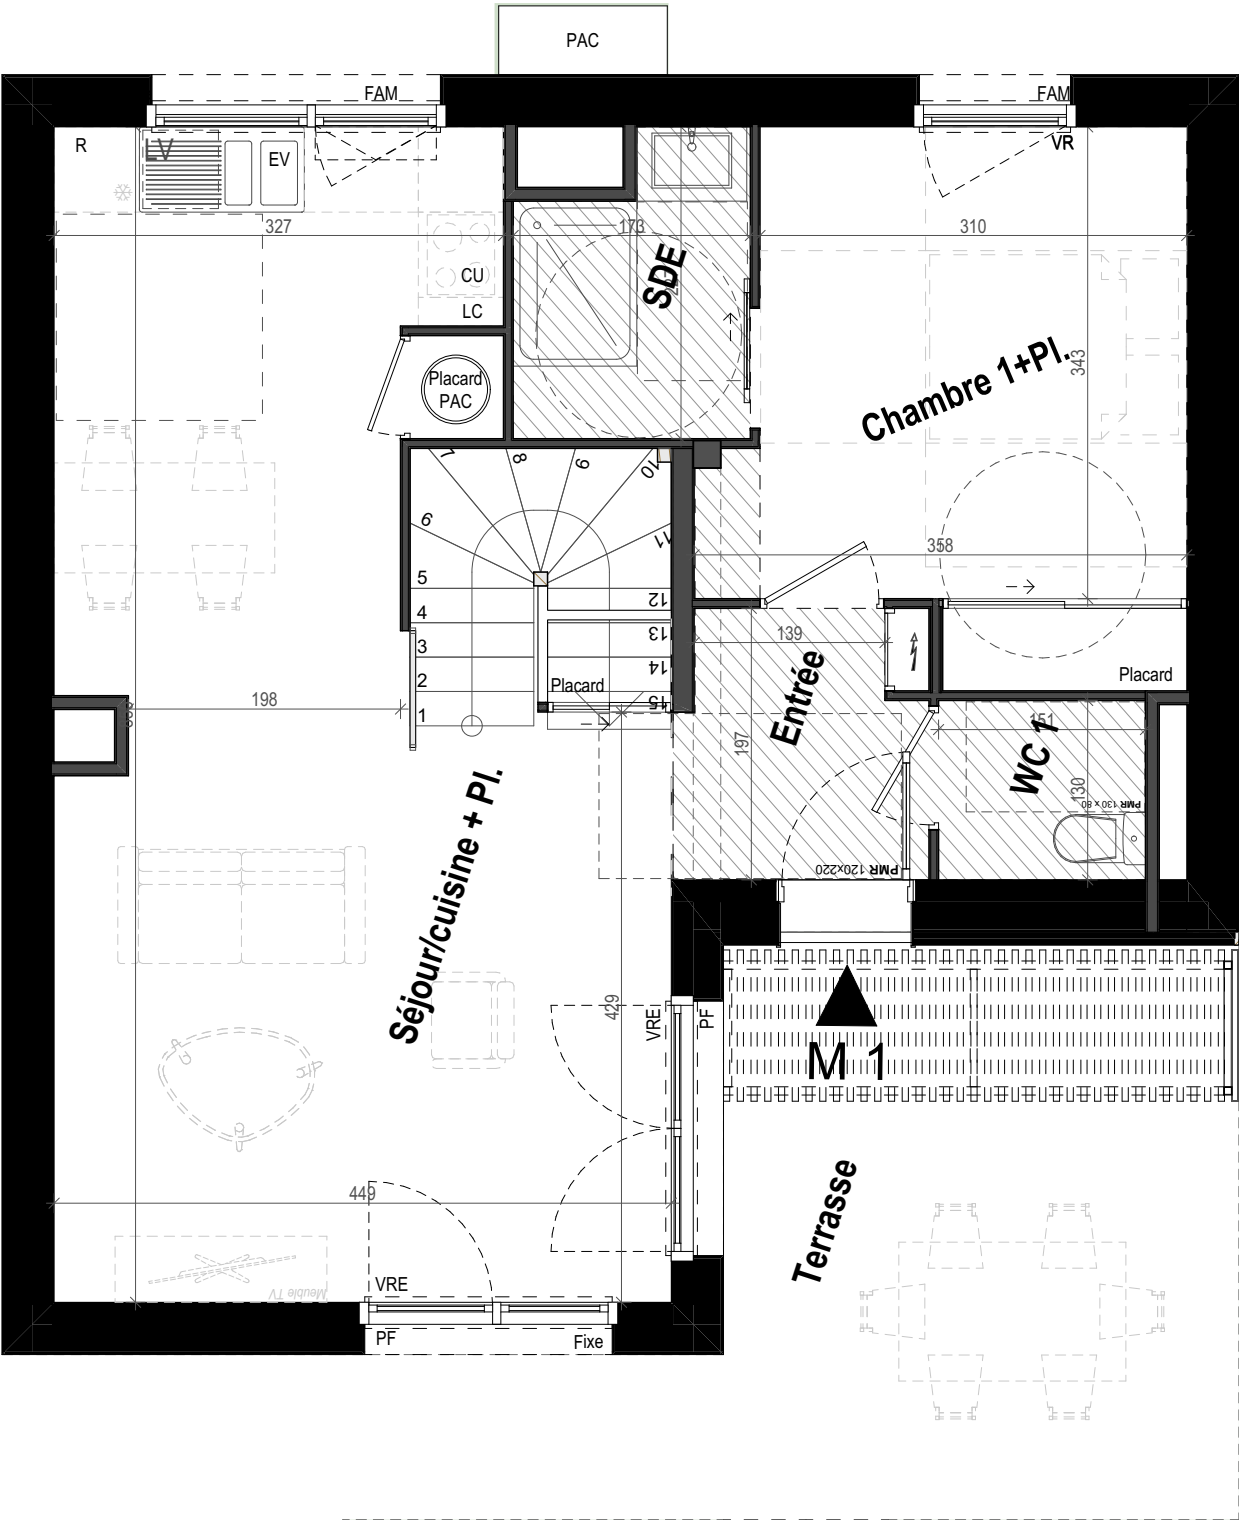 PAC
FAM
FAM
R
LV
EV
VR
327
173
310
CU
SDE
LC
Chambre 1+Pl.
343
Placard
PAC
7
8
9
10
6
11
358
5
12
4
139
13
3
14
Placard
2
Placard
15
198
1
Entrée
197
151
WC 1
130
PMR 130 x 80
Séjour/cuisine + Pl.
PMR 120x220
429
VRE
PF
M 1
Terrasse
449
VRE
Meuble TV
PF
Fixe